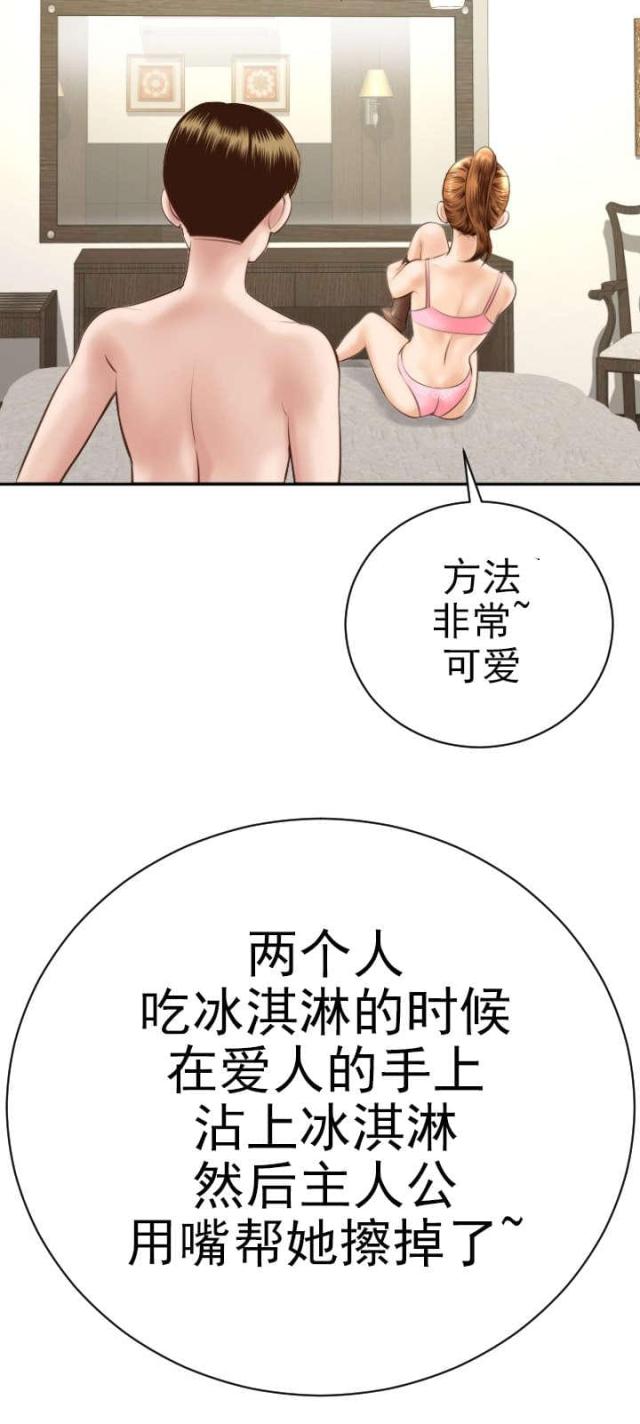 方法
非常~
可爱
两个人
吃冰淇淋的时候
在爱人的手上
沾上冰淇淋
然后主人公
用嘴帮她擦掉了~